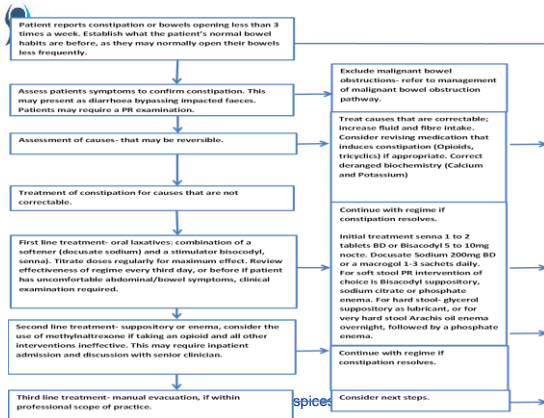 Patient reports constipation or bowels opening less than 3
times a week. Establish what the patient's normal bowel
habits are before, as they may normally open their bowels
less frequently.
Assess patients symptoms to confirm constipation. This
may present as diarrhoea bypassing impacted faeces.
Patients may require a PR examination.
Exclude malignant bowel
obstructions- refer to management
of malignant bowel obstruction
pathway.
Assessment of causes- that may be reversible.
Treat causes that are correctable;
increase fluid and fibre intake.
Consider revising medication that
induces constipation (Opioids,
tricyclics) if appropriate. Correct
deranged biochemistry (Calcium
and Potassium)
Treatment of constipation for causes that are not
correctable.
First line treatment- oral laxatives: combination of a
softener (docusate sodium) and a stimulator bisocodyl,
senna). Titrate doses regularly for maximum effect. Review
effectiveness of regime every third day, or before if patient
has uncomfortable abdominal/bowel symptoms, clinical
examination required.
Continue with regime if
constipation resolves.
Initial treatment senna 1 to 2
tablets BD or Bisacodyl 5 to 10mg
nocte. Docusate Sodium 200mg BD
or a macrogol 1-3 sachets daily.
For soft stool PR intervention of
choice is Bisacodyl suppository,
sodium citrate or phosphate
enema. For hard stool- glycerol
suppository as lubricant, or for
very hard stool Arachis oil enema
overnight, followed by a phosphate
enema.
Second line treatment- suppository or enema, consider the
use of methylnaltrexone if taking an opioid and all other
interventions ineffective. This may require inpatient
admission and discussion with senior clinician.
Continue with regime if
constipation resolves.
Third line treatment- manual evacuation, if within
professional scope of practice.
spices
Consider next steps.